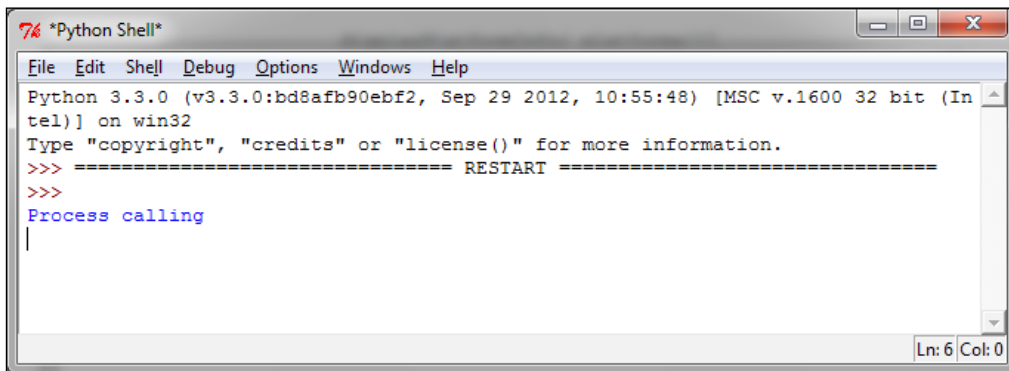 *Python Shell*
File Edit Shell Debug Options Windows Help
Python 3.3.0 (v3.3.0:bd8afb90ebf2, Sep 29 2012, 10:55:48) [MSC v.1600 32 bit (In
tel)] on win32
Type "copyright", "credits" or "license()" for more information.
>>> ================================ RESTART ================================
>>>
Process calling
Ln: 6 Col: 0